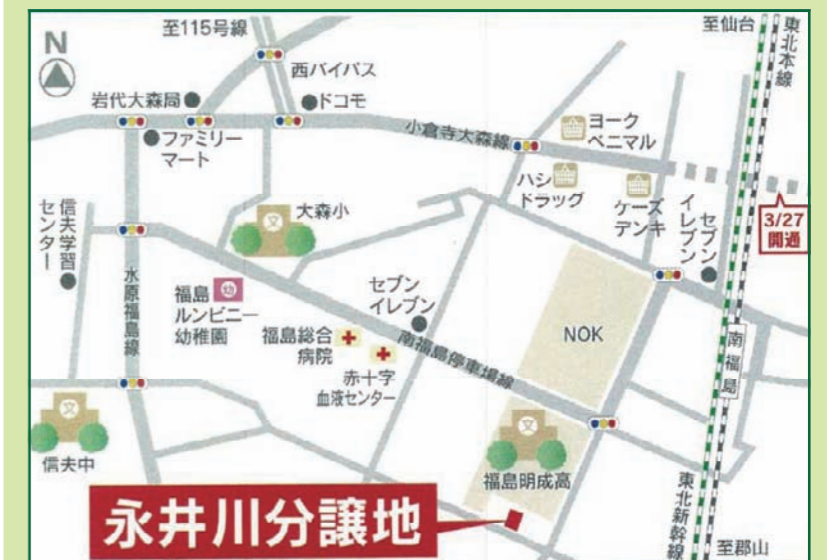 N
至115号線
西バイパス
岩代大森局
ドコモ
ファミリー
マート
小倉寺大森線
ヨーク
ベニマル
ハシ
ドラッグ
ケーズ
デンキ
セブン
イレブン
至仙台
東北本線
3/27
開通
信夫学習
センター
文
大森小
水原福島線
幼
福島
ルンビニー
幼稚園
福島総合
病院
赤十字
血液センター
セブン
イレブン
南福島停車場線
NOK
南福島
文
信夫中
文
福島明成高
永井川分譲地
東北新幹線
至郡山